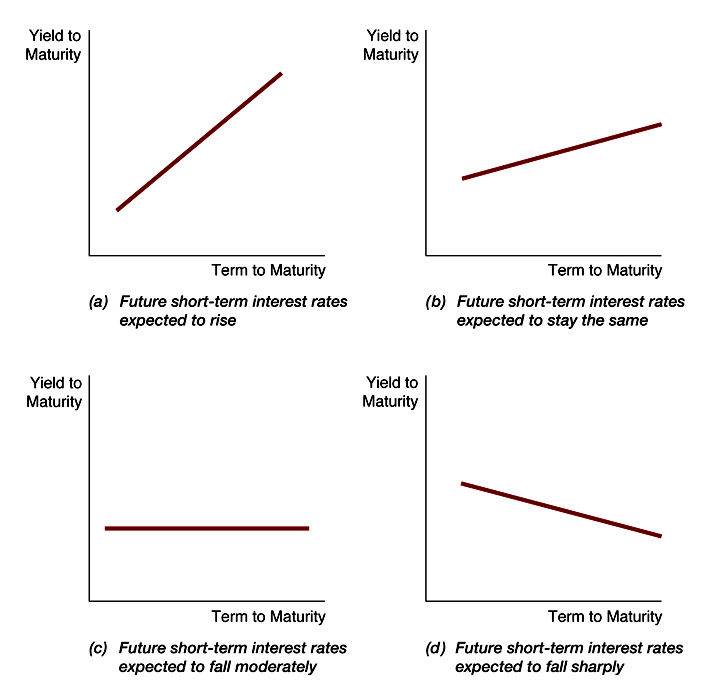 Yield to
Maturity
Term to Maturity
(a) Future short-term interest rates
expected to rise
Yield to
Maturity
Term to Maturity
(b) Future short-term interest rates
expected to stay the same
Yield to
Maturity
Term to Maturity
(c) Future short-term interest rates
expected to fall moderately
Yield to
Maturity
Term to Maturity
(d) Future short-term interest rates
expected to fall sharply